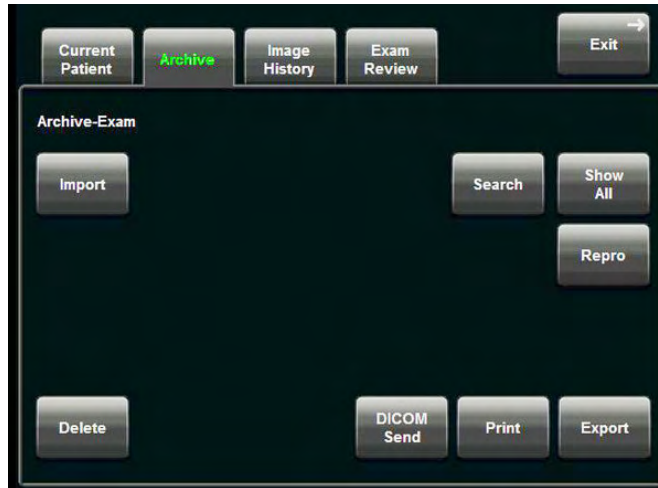 Current
Patient
Archive
Image
History
Exam
Review
Exit
Archive-Exam
Import
Search
Show
All
Repro
Delete
DICOM
Send
Print
Export